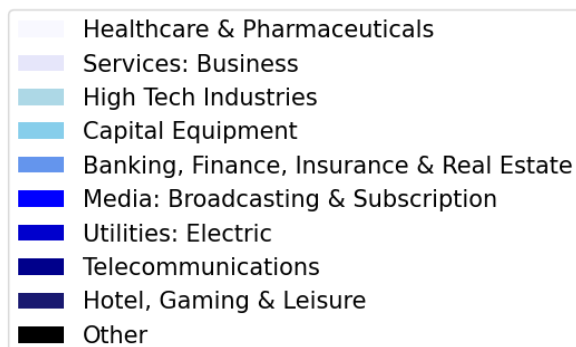 Healthcare & Pharmaceuticals
Services: Business
High Tech Industries
Capital Equipment
Banking, Finance, Insurance & Real Estate
Media: Broadcasting & Subscription
Utilities: Electric
Telecommunications
Hotel, Gaming & Leisure
Other